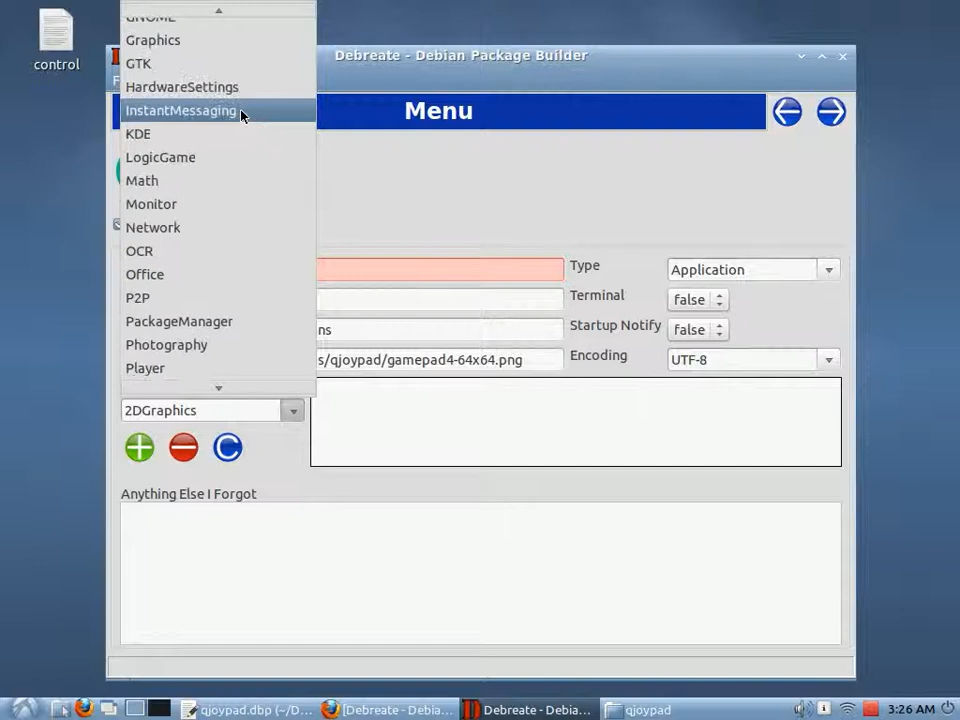 control
GNOME
Graphics
GTK
HardwareSettings
InstantMessaging
KDE
LogicGame
Math
Monitor
Network
OCR
Office
P2P
PackageManager
Photography
Player
Debreate - Debian Package Builder
F
Menu
Type
Application
Terminal
false
ns
Startup Notify
false
s/qjoypad/gamepad4-64x64.png
Encoding
UTF-8
2DGraphics
Anything Else I Forgot
qjoypad.dbp (~/D...
[Debreate - Debia...
Debreate - Debia...
qjoypad
3:26 AM